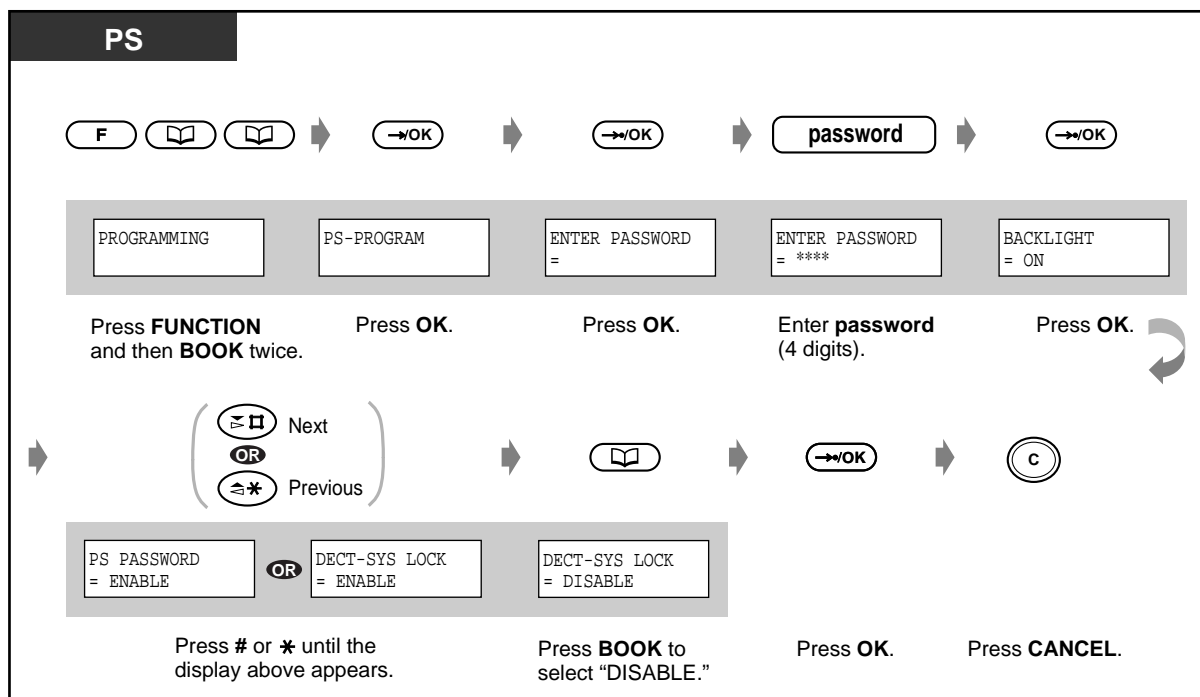 PS
F
→/OK
→/OK
password
→/OK
PROGRAMMING
PS-PROGRAM
ENTER PASSWORD
=
ENTER PASSWORD
= ****
BACKLIGHT
= ON
Press FUNCTION
and then BOOK twice.
Press OK.
Press OK.
Enter password
(4 digits).
Press OK.
# Next
OR
* Previous
→/OK
C
PS PASSWORD
= ENABLE
OR
DECT-SYS LOCK
= ENABLE
DECT-SYS LOCK
= DISABLE
Press # or * until the
display above appears.
Press BOOK to
select “DISABLE.”
Press OK.
Press CANCEL.